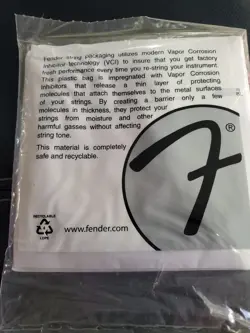 Fender string packaging utilizes modern Vapor Corrosion
Inhibitor technology (VCI) to insure that you get factory
fresh performance every time you re-string your instrument.
This plastic bag is impregnated with Vapor Corrosion
Inhibitors that release a thin layer of protecting
molecules that attach themselves to the metal surfaces
of your strings. By creating a barrier only a few
molecules in thickness, they protect your
strings from moisture and other
harmful gasses without affecting
string tone.
This material is completely
safe and recyclable.
F
RECYCLABLE
LDPE
www.fender.com